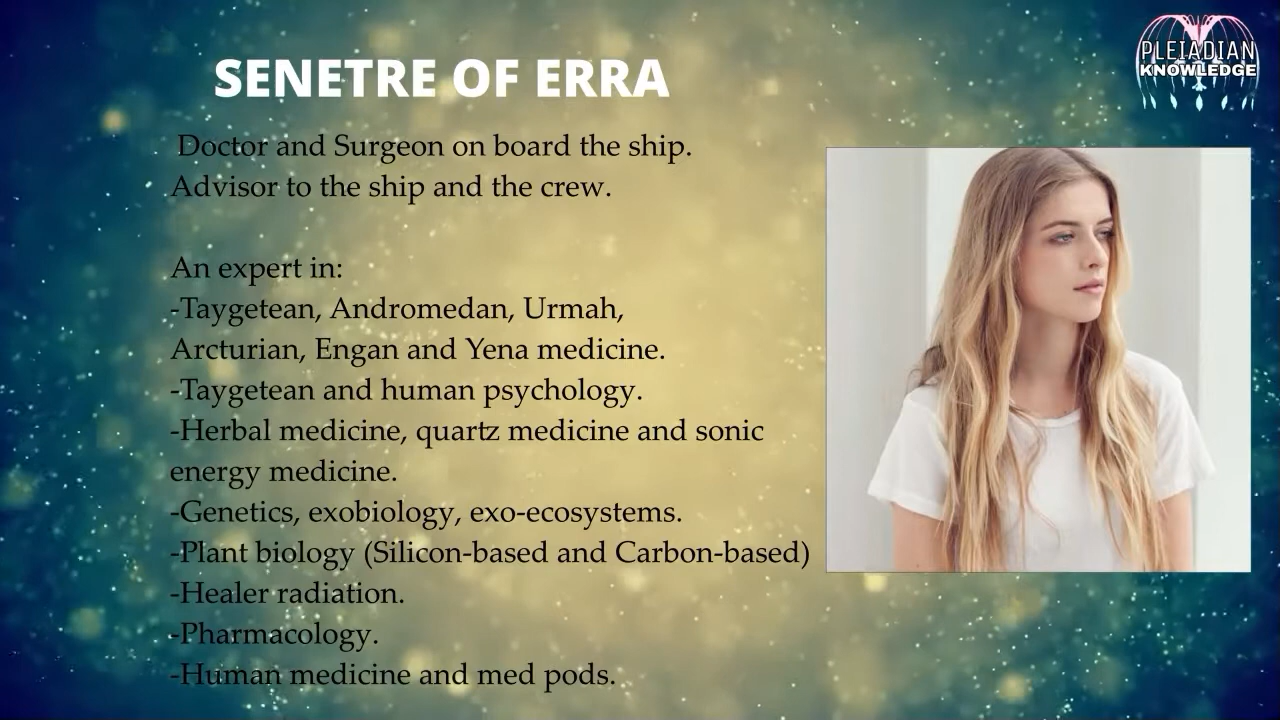 PLEIADIAN
KNOWLEDGE
SENETRE OF ERRA
Doctor and Surgeon on board the ship.
Advisor to the ship and the crew.
An expert in:
-Taygetean, Andromedan, Urmah,
Arcturian, Engan and Yena medicine.
-Taygetean and human psychology.
-Herbal medicine, quartz medicine and sonic
energy medicine.
-Genetics, exobiology, exo-ecosystems.
-Plant biology (Silicon-based and Carbon-based)
-Healer radiation.
-Pharmacology.
-Human medicine and med pods.